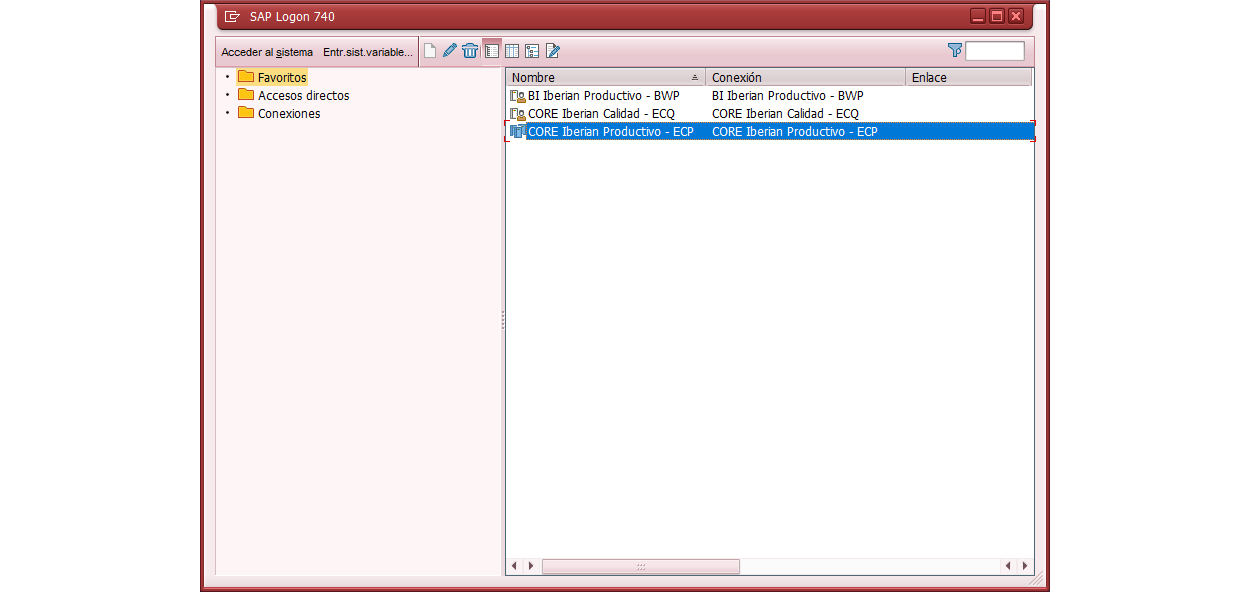 SAP Logon 740
Acceder al sistema Entr.sist.variable...
Favoritos
Accesos directos
Conexiones
Nombre Conexión Enlace
BI Iberian Productivo - BWP BI Iberian Productivo - BWP
CORE Iberian Calidad - ECQ CORE Iberian Calidad - ECQ
CORE Iberian Productivo - ECP CORE Iberian Productivo - ECP